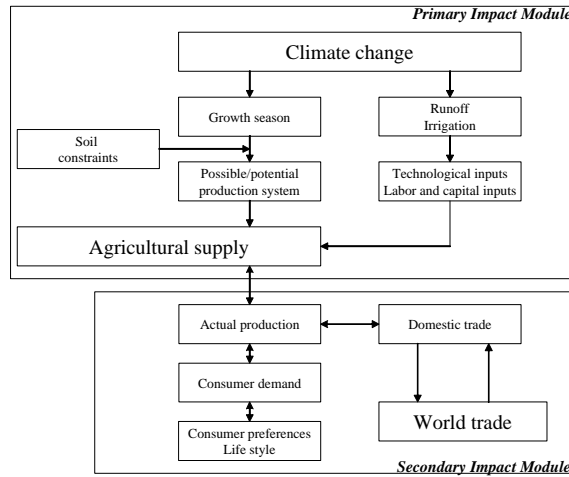 Primary Impact Module
Climate change
Growth season
Runoff
Irrigation
Soil
constraints
Possible/potential
production system
Technological inputs
Labor and capital inputs
Agricultural supply
Actual production
Domestic trade
Consumer demand
World trade
Consumer preferences
Life style
Secondary Impact Module